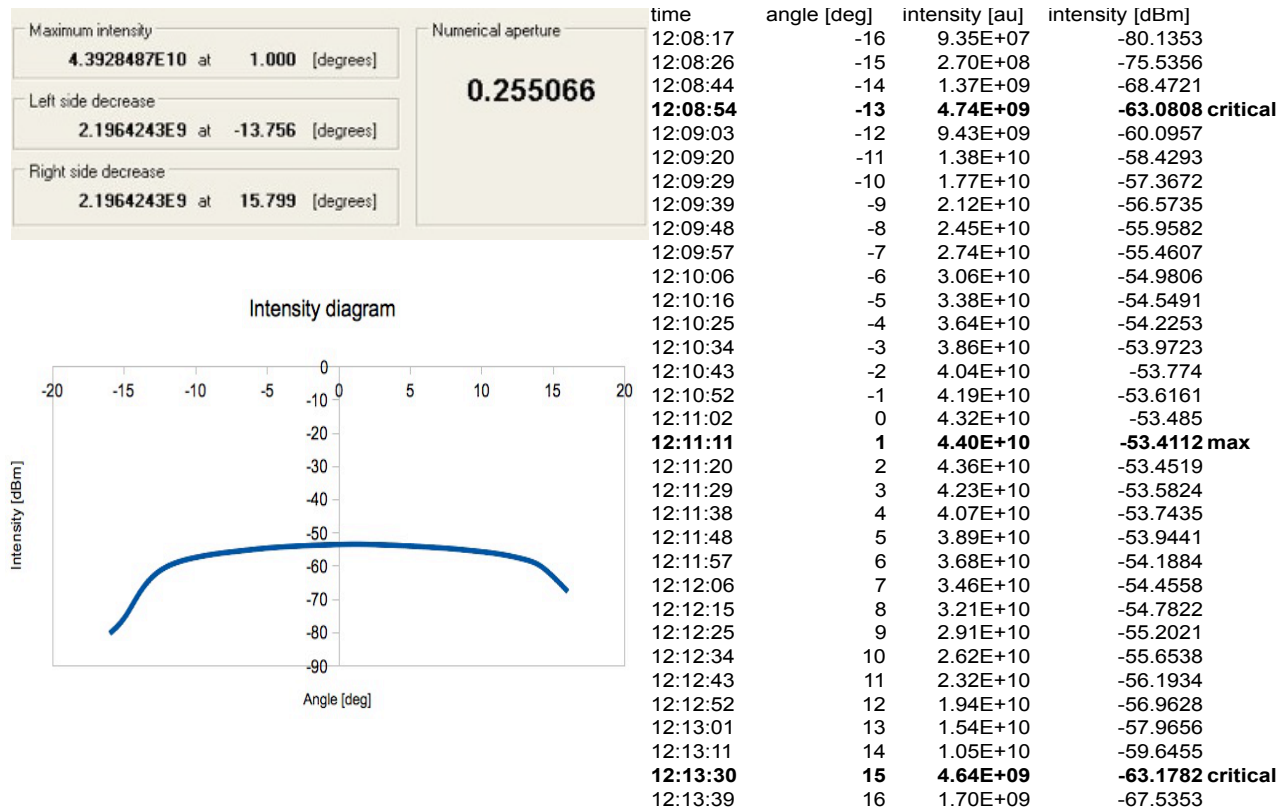 Maximum intensity
4.3928487E10 at 1.000 [degrees]
Left side decrease
2.1964243E9 at -13.756 [degrees]
Right side decrease
2.1964243E9 at 15.799 [degrees]
Numerical aperture
0.255066
Intensity diagram
0
-10
-20
-30
-40
-50
-60
-70
-80
-90
-20 -15 -10 -5 0 5 10 15 20
Intensity [dBm]
Angle [deg]
time angle [deg] intensity [au] intensity [dBm]
12:08:17 -16 9.35E+07 -80.1353
12:08:26 -15 2.70E+08 -75.5356
12:08:44 -14 1.37E+09 -68.4721
12:08:54 -13 4.74E+09 -63.0808 critical
12:09:03 -12 9.43E+09 -60.0957
12:09:20 -11 1.38E+10 -58.4293
12:09:29 -10 1.77E+10 -57.3672
12:09:39 -9 2.12E+10 -56.5735
12:09:48 -8 2.45E+10 -55.9582
12:09:57 -7 2.74E+10 -55.4607
12:10:06 -6 3.06E+10 -54.9806
12:10:16 -5 3.38E+10 -54.5491
12:10:25 -4 3.64E+10 -54.2253
12:10:34 -3 3.86E+10 -53.9723
12:10:43 -2 4.04E+10 -53.774
12:10:52 -1 4.19E+10 -53.6161
12:11:02 0 4.32E+10 -53.485
12:11:11 1 4.40E+10 -53.4112 max
12:11:20 2 4.36E+10 -53.4519
12:11:29 3 4.23E+10 -53.5824
12:11:38 4 4.07E+10 -53.7435
12:11:48 5 3.89E+10 -53.9441
12:11:57 6 3.68E+10 -54.1884
12:12:06 7 3.46E+10 -54.4558
12:12:15 8 3.21E+10 -54.7822
12:12:25 9 2.91E+10 -55.2021
12:12:34 10 2.62E+10 -55.6538
12:12:43 11 2.32E+10 -56.1934
12:12:52 12 1.94E+10 -56.9628
12:13:01 13 1.54E+10 -57.9656
12:13:11 14 1.05E+10 -59.6455
12:13:30 15 4.64E+09 -63.1782 critical
12:13:39 16 1.70E+09 -67.5353